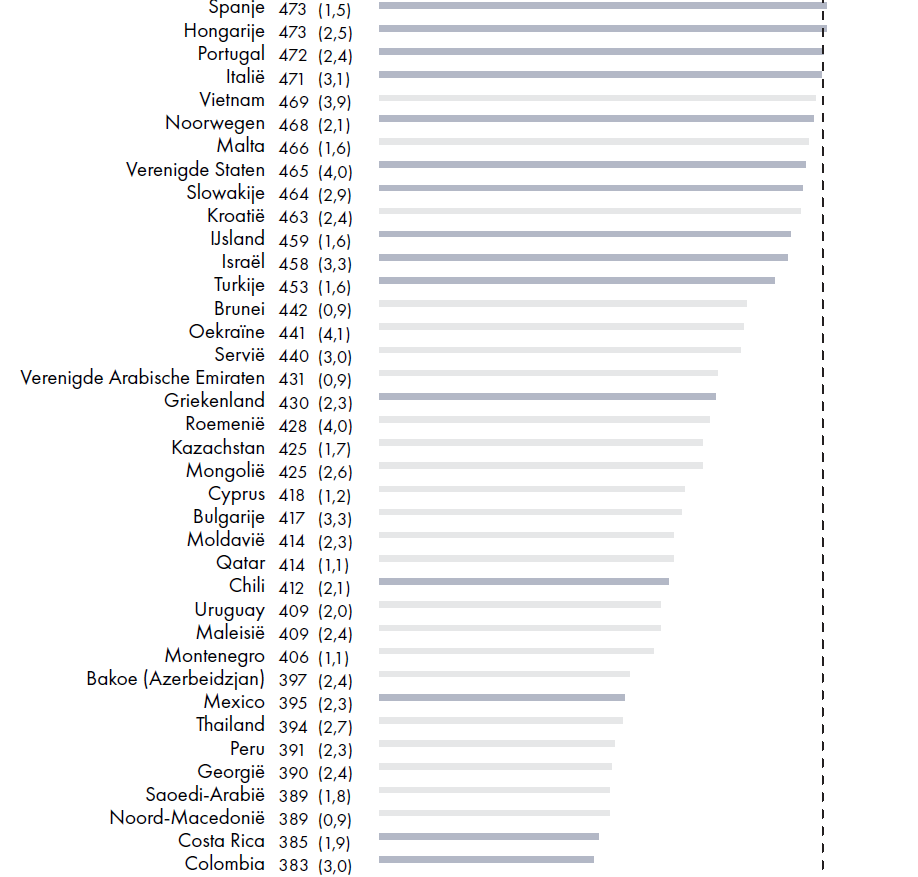 Spanje 473 (1,5)
Hongarije 473 (2,5)
Portugal 472 (2,4)
Italië 471 (3,1)
Vietnam 469 (3,9)
Noorwegen 468 (2,1)
Malta 466 (1,6)
Verenigde Staten 465 (4,0)
Slowakije 464 (2,9)
Kroatië 463 (2,4)
IJsland 459 (1,6)
Israël 458 (3,3)
Turkije 453 (1,6)
Brunei 442 (0,9)
Oekraïne 441 (4,1)
Servië 440 (3,0)
Verenigde Arabische Emiraten 431 (0,9)
Griekenland 430 (2,3)
Roemenië 428 (4,0)
Kazachstan 425 (1,7)
Mongolië 425 (2,6)
Cyprus 418 (1,2)
Bulgarije 417 (3,3)
Moldavië 414 (2,3)
Qatar 414 (1,1)
Chili 412 (2,1)
Uruguay 409 (2,0)
Maleisië 409 (2,4)
Montenegro 406 (1,1)
Bakoe (Azerbeidzjan) 397 (2,4)
Mexico 395 (2,3)
Thailand 394 (2,7)
Peru 391 (2,3)
Georgië 390 (2,4)
Saoedi-Arabië 389 (1,8)
Noord-Macedonië 389 (0,9)
Costa Rica 385 (1,9)
Colombia 383 (3,0)